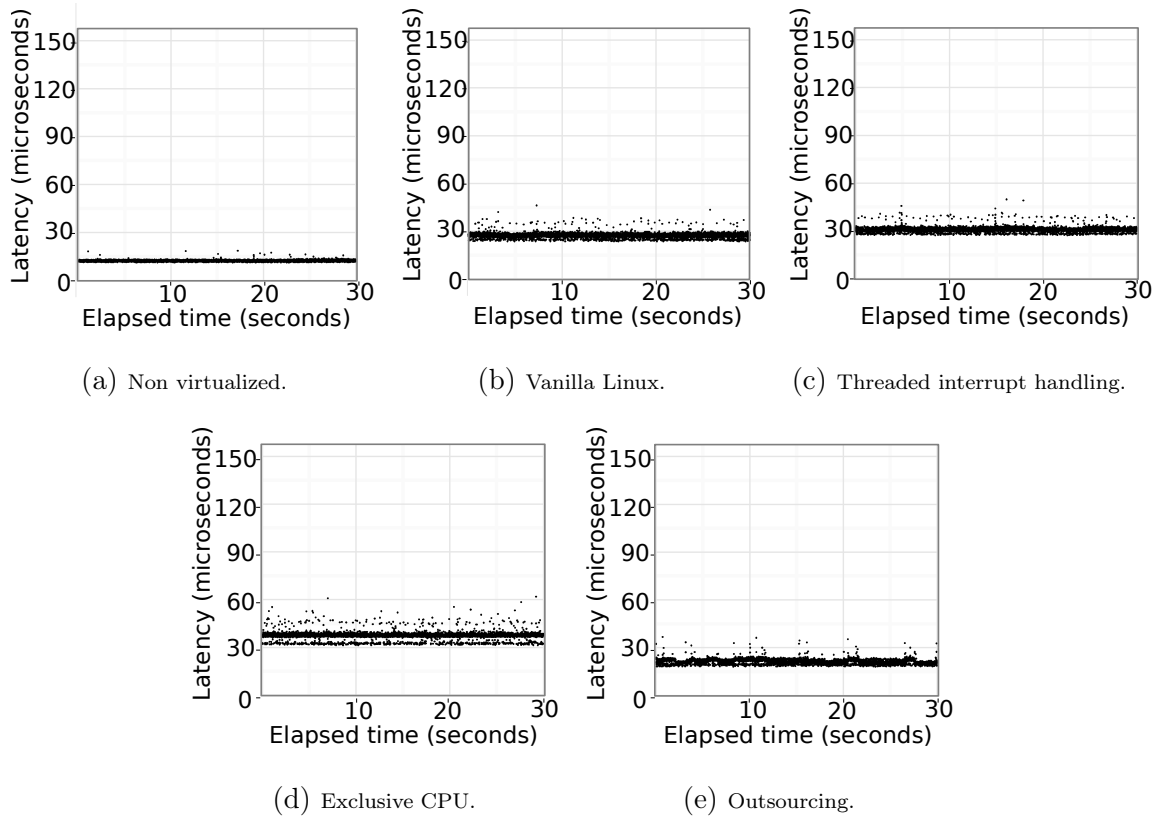 Latency (microseconds)
150
120
90
60
30
0
10 20 30
Elapsed time (seconds)
(a) Non virtualized.
Latency (microseconds)
150
120
90
60
30
0
10 20 30
Elapsed time (seconds)
(b) Vanilla Linux.
Latency (microseconds)
150
120
90
60
30
0
10 20 30
Elapsed time (seconds)
(c) Threaded interrupt handling.
Latency (microseconds)
150
120
90
60
30
0
10 20 30
Elapsed time (seconds)
(d) Exclusive CPU.
Latency (microseconds)
150
120
90
60
30
0
10 20 30
Elapsed time (seconds)
(e) Outsourcing.